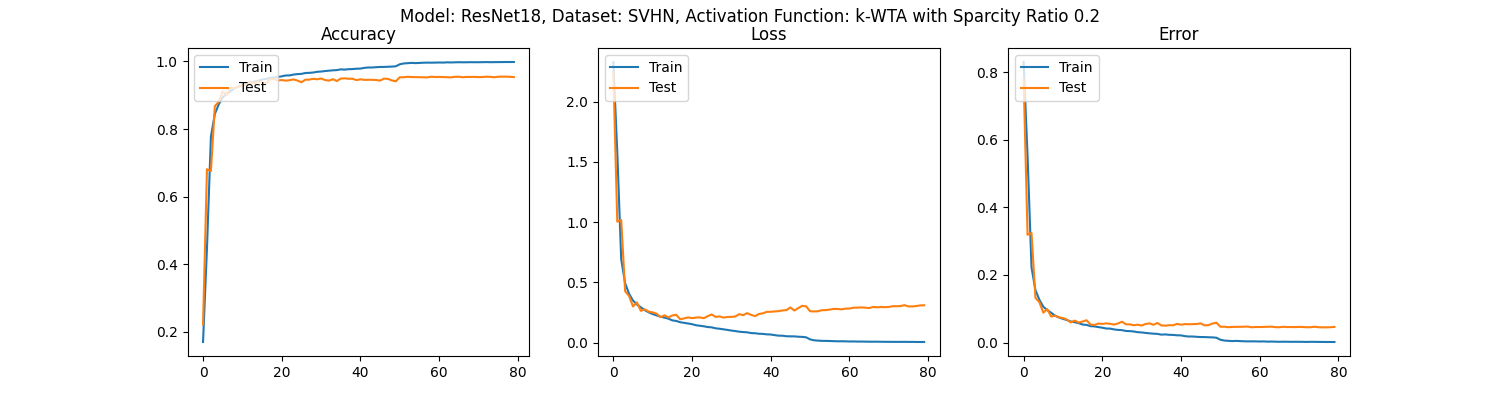 Model: ResNet18, Dataset: SVHN, Activation Function: k-WTA with Sparcity Ratio 0.2
Accuracy
1.0
0.8
0.6
0.4
0.2
0 20 40 60 80
Train
Test
Loss
2.0
1.5
1.0
0.5
0.0
0 20 40 60 80
Train
Test
Error
0.8
0.6
0.4
0.2
0.0
0 20 40 60 80
Train
Test